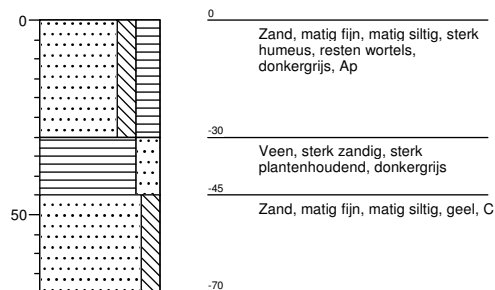 0
0
Zand, matig fijn, matig siltig, sterk
humeus, resten wortels,
donkergrijs, Ap
-30
Veen, sterk zandig, sterk
plantenhoudend, donkergrijs
-45
50
Zand, matig fijn, matig siltig, geel, C
-70